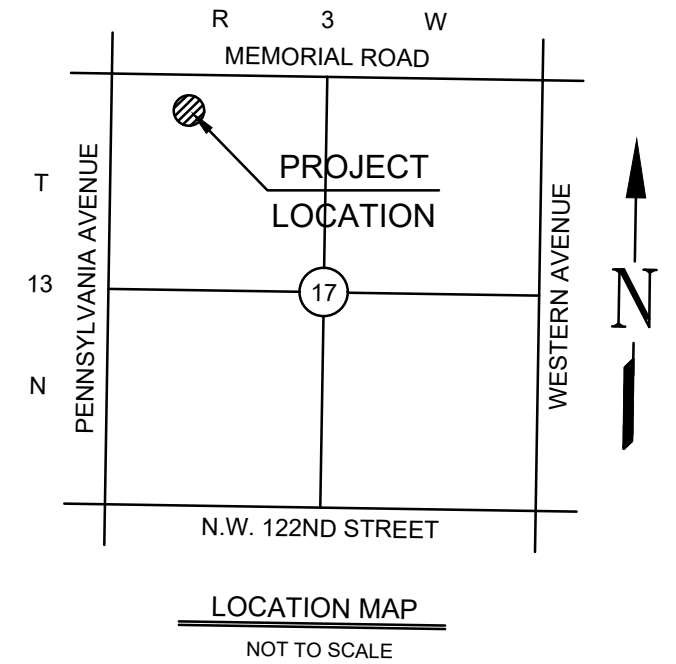 R 3 W
MEMORIAL ROAD
PENNSYLVANIA AVENUE
T
13
N
PROJECT
LOCATION
17
WESTERN AVENUE
N
N.W. 122ND STREET
LOCATION MAP
NOT TO SCALE